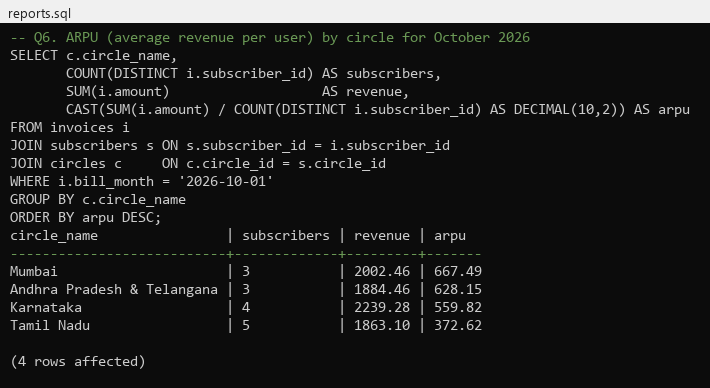 reports.sql
-- Q6. ARPU (average revenue per user) by circle for October 2026
SELECT c.circle_name,
       COUNT(DISTINCT i.subscriber_id) AS subscribers,
       SUM(i.amount)                   AS revenue,
       CAST(SUM(i.amount) / COUNT(DISTINCT i.subscriber_id) AS DECIMAL(10,2)) AS arpu
FROM invoices i
JOIN subscribers s ON s.subscriber_id = i.subscriber_id
JOIN circles c     ON c.circle_id = s.circle_id
WHERE i.bill_month = '2026-10-01'
GROUP BY c.circle_name
ORDER BY arpu DESC;
circle_name                | subscribers | revenue | arpu
---------------------------+-------------+---------+-------
Mumbai                     | 3           | 2002.46 | 667.49
Andhra Pradesh & Telangana | 3           | 1884.46 | 628.15
Karnataka                  | 4           | 2239.28 | 559.82
Tamil Nadu                 | 5           | 1863.10 | 372.62

(4 rows affected)